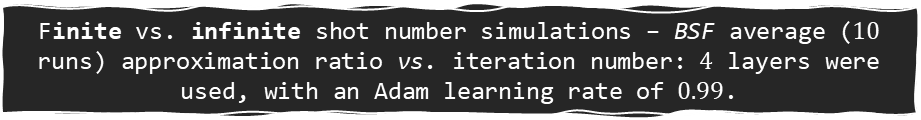 Finite vs. infinite shot number simulations – BSF average (10
runs) approximation ratio vs. iteration number: 4 layers were
used, with an Adam learning rate of 0.99.